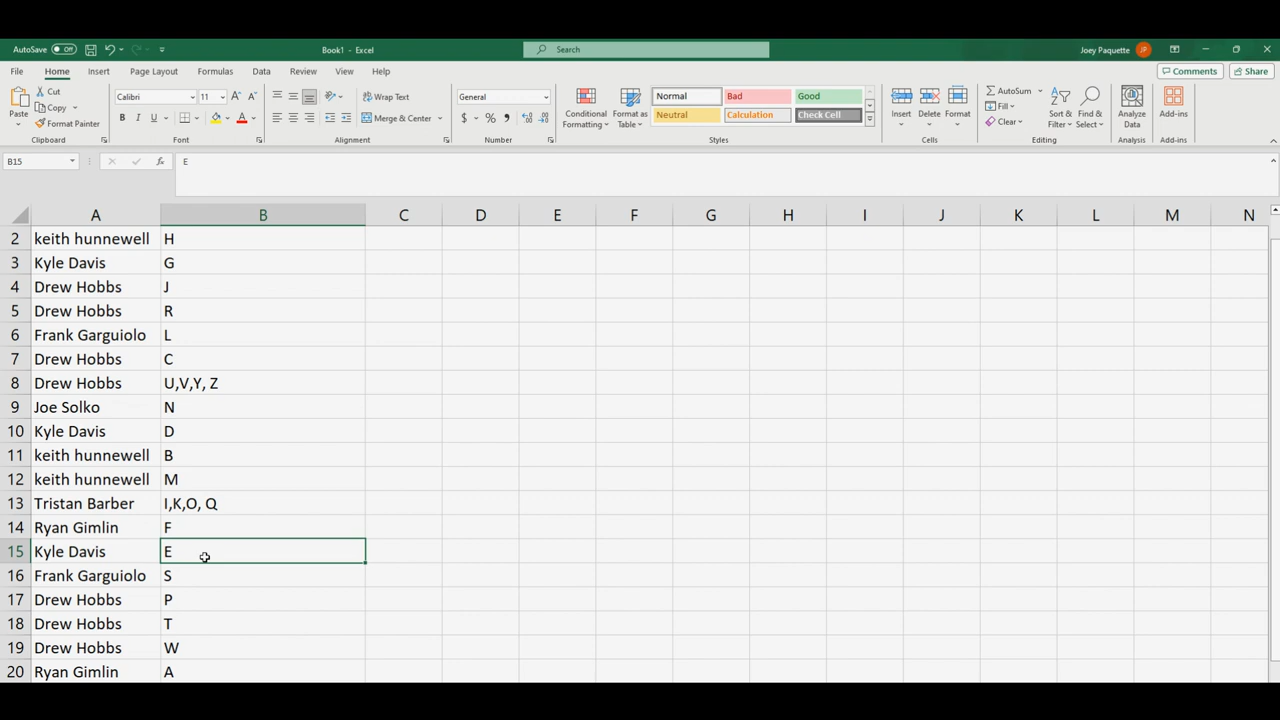 AutoSave Off Book1 - Excel Search Joey Paquette JP
File Home Insert Page Layout Formulas Data Review View Help Comments Share
Paste Cut Copy Format Painter Clipboard
Calibri 11 A A B I U A Font
Wrap Text Merge & Center Alignment
General $ % , Number
Conditional Formatting Format as Table Normal Bad Good Neutral Calculation Check Cell Styles
Insert Delete Format Cells
AutoSum Fill Clear Sort & Filter Find & Select Editing
Analyze Data Analysis
Add-ins Add-ins
B15 fx E
A B C D E F G H I J K L M N
2 keith hunnewell H
3 Kyle Davis G
4 Drew Hobbs J
5 Drew Hobbs R
6 Frank Garguiolo L
7 Drew Hobbs C
8 Drew Hobbs U,V,Y, Z
9 Joe Solko N
10 Kyle Davis D
11 keith hunnewell B
12 keith hunnewell M
13 Tristan Barber I,K,O, Q
14 Ryan Gimlin F
15 Kyle Davis E
16 Frank Garguiolo S
17 Drew Hobbs P
18 Drew Hobbs T
19 Drew Hobbs W
20 Ryan Gimlin A